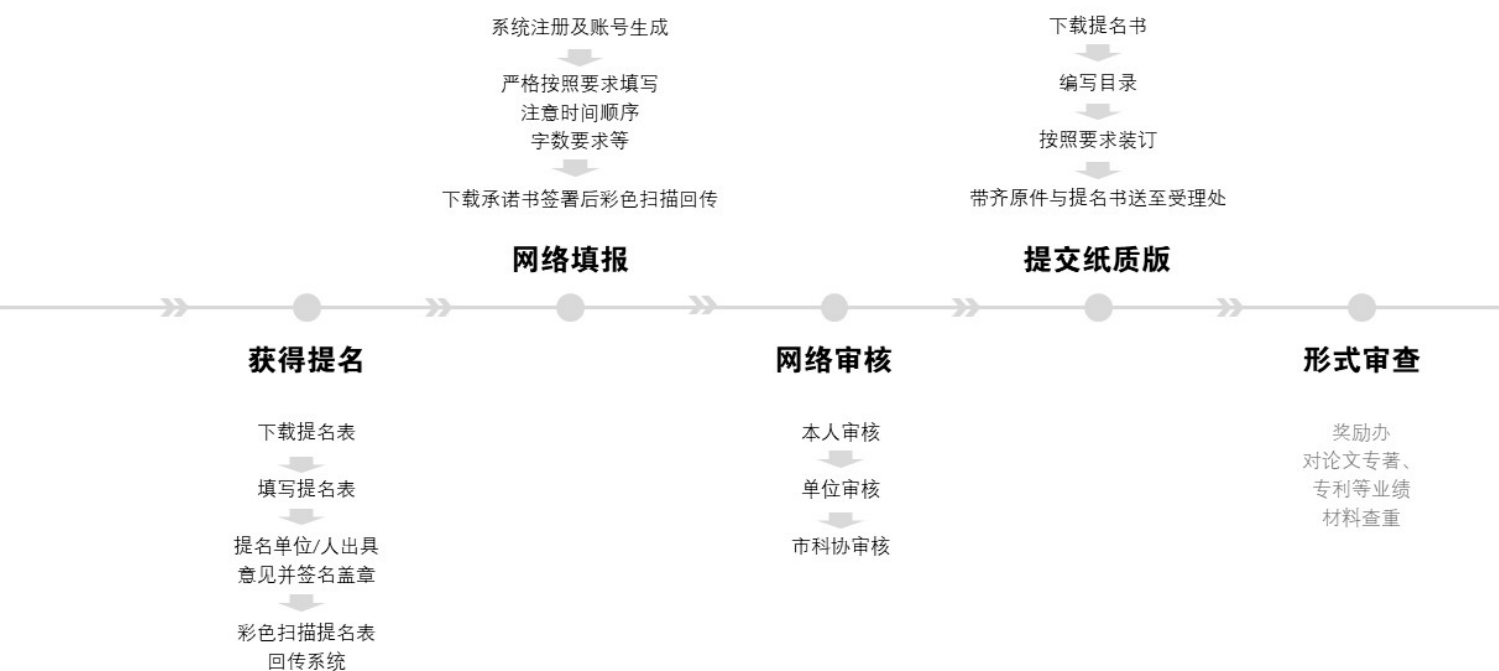 系统注册及账号生成
严格按照要求填写
注意时间顺序
字数要求等
下载承诺书签署后彩色扫描回传
网络填报
下载提名书
编写目录
按照要求装订
带齐原件与提名书送至受理处
提交纸质版
获得提名
下载提名表
填写提名表
提名单位/人出具
意见并签名盖章
彩色扫描提名表
回传系统
网络审核
本人审核
单位审核
市科协审核
形式审查
奖励办
对论文专著、
专利等业绩
材料查重